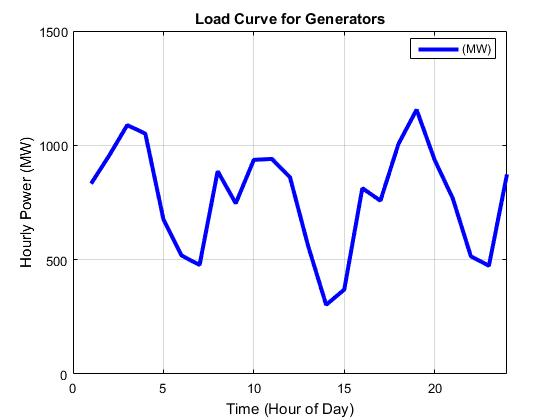 Load Curve for Generators
(MW)
1500
1000
500
0
Hourly Power (MW)
0 5 10 15 20
Time (Hour of Day)